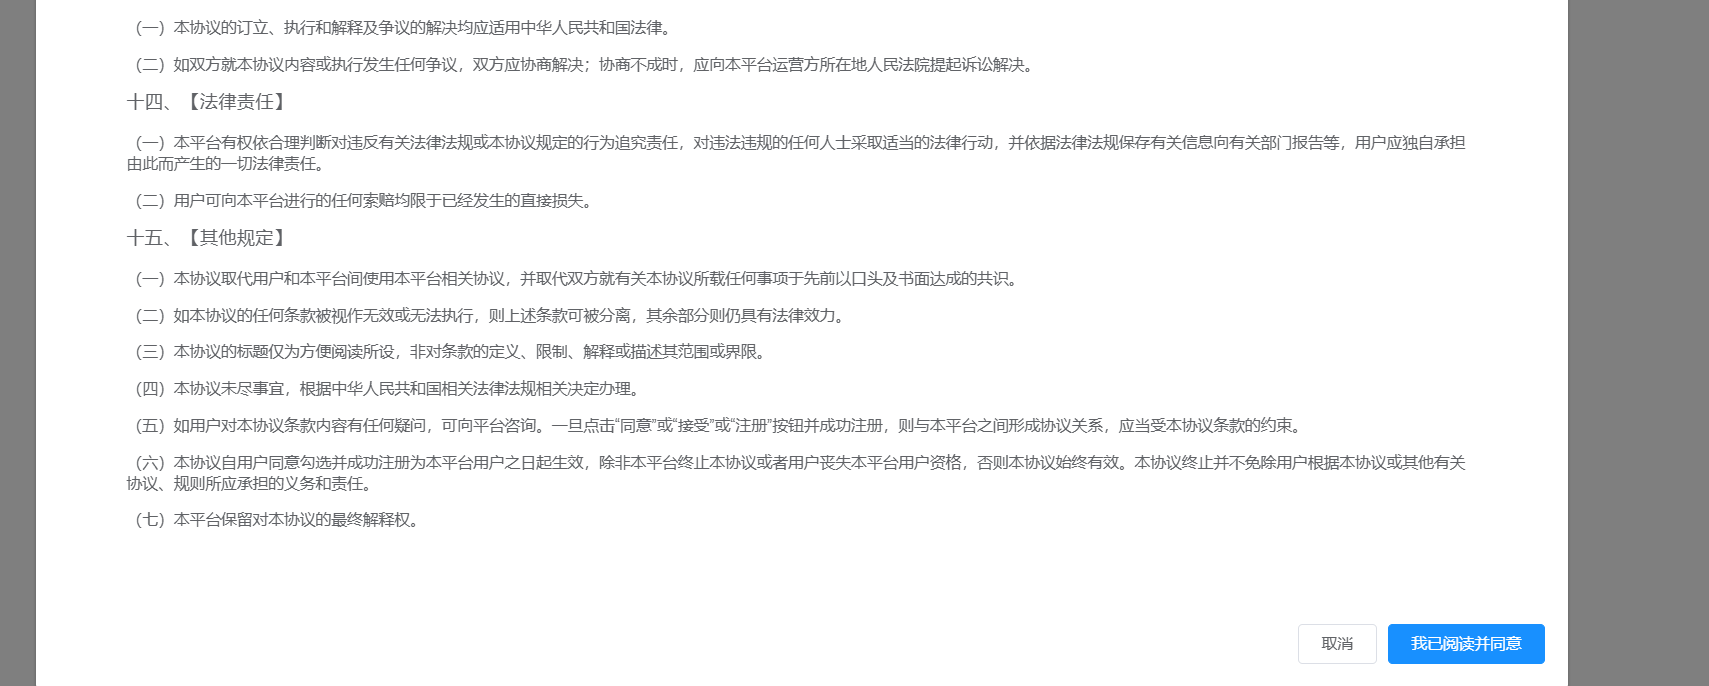 （一）本协议的订立、执行和解释及争议的解决均应适用中华人民共和国法律。
（二）如双方就本协议内容或执行发生任何争议，双方应协商解决；协商不成时，应向本平台运营方所在地人民法院提起诉讼解决。
十四、【法律责任】
（一）本平台有权依合理判断对违反有关法律法规或本协议规定的行为追究责任，对违法违规的任何人士采取适当的法律行动，并依据法律法规保存有关信息向有关部门报告等，用户应独自承担
由此而产生的一切法律责任。
（二）用户可向本平台进行的任何索赔均限于已经发生的直接损失。
十五、【其他规定】
（一）本协议取代用户和本平台间使用本平台相关协议，并取代双方就有关本协议所载任何事项于先前以口头及书面达成的共识。
（二）如本协议的任何条款被视作无效或无法执行，则上述条款可被分离，其余部分则仍具有法律效力。
（三）本协议的标题仅为方便阅读所设，非对条款的定义、限制、解释或描述其范围或界限。
（四）本协议未尽事宜，根据中华人民共和国相关法律法规相关决定办理。
（五）如用户对本协议条款内容有任何疑问，可向平台咨询。一旦点击“同意”或“接受”或“注册”按钮并成功注册，则与本平台之间形成协议关系，应当受本协议条款的约束。
（六）本协议自用户同意勾选并成功注册为本平台用户之日起生效，除非本平台终止本协议或者用户丧失本平台用户资格，否则本协议始终有效。本协议终止并不免除用户根据本协议或其他有关
协议、规则所应承担的义务和责任。
（七）本平台保留对本协议的最终解释权。
取消
我已阅读并同意